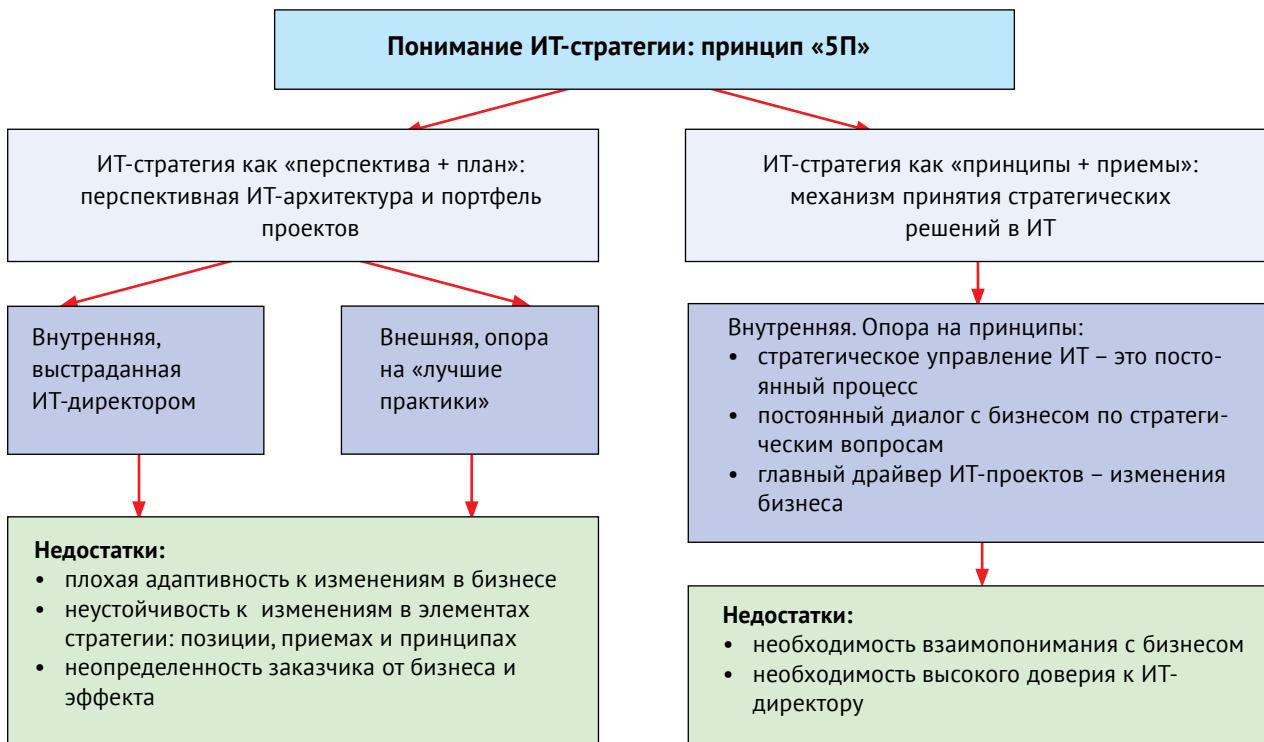 Понимание ИТ-стратегии: принцип «5П»
ИТ-стратегия как «перспектива + план»:
перспективная ИТ-архитектура и портфель
проектов
ИТ-стратегия как «принципы + приемы»:
механизм принятия стратегических
решений в ИТ
Внутренняя,
выстраданная
ИТ-директором
Внешняя, опора
на «лучшие
практики»
Внутренняя. Опора на принципы:
• стратегическое управление ИТ – это посто-
янный процесс
• постоянный диалог с бизнесом по стратеги-
ческим вопросам
• главный драйвер ИТ-проектов – изменения
бизнеса
Недостатки:
• плохая адаптивность к изменениям в бизнесе
• неустойчивость к изменениям в элементах
стратегии: позиции, приемах и принципах
• неопределенность заказчика от бизнеса и
эффекта
Недостатки:
• необходимость взаимопонимания с бизнесом
• необходимость высокого доверия к ИТ-
директору